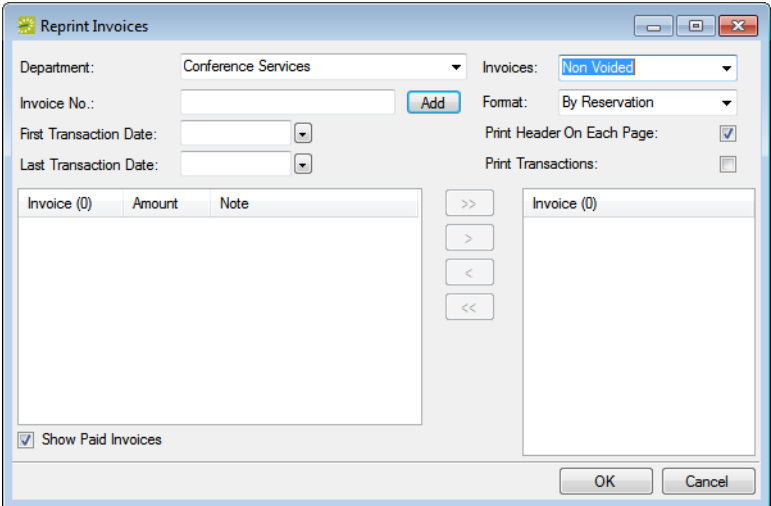 Reprint Invoices
Department: Conference Services Invoices: Non Voided
Invoice No.: Add Format: By Reservation
First Transaction Date: Print Header On Each Page:
Last Transaction Date: Print Transactions:
Invoice (0) Amount Note >> Invoice (0)
>
<
<<
Show Paid Invoices
OK Cancel